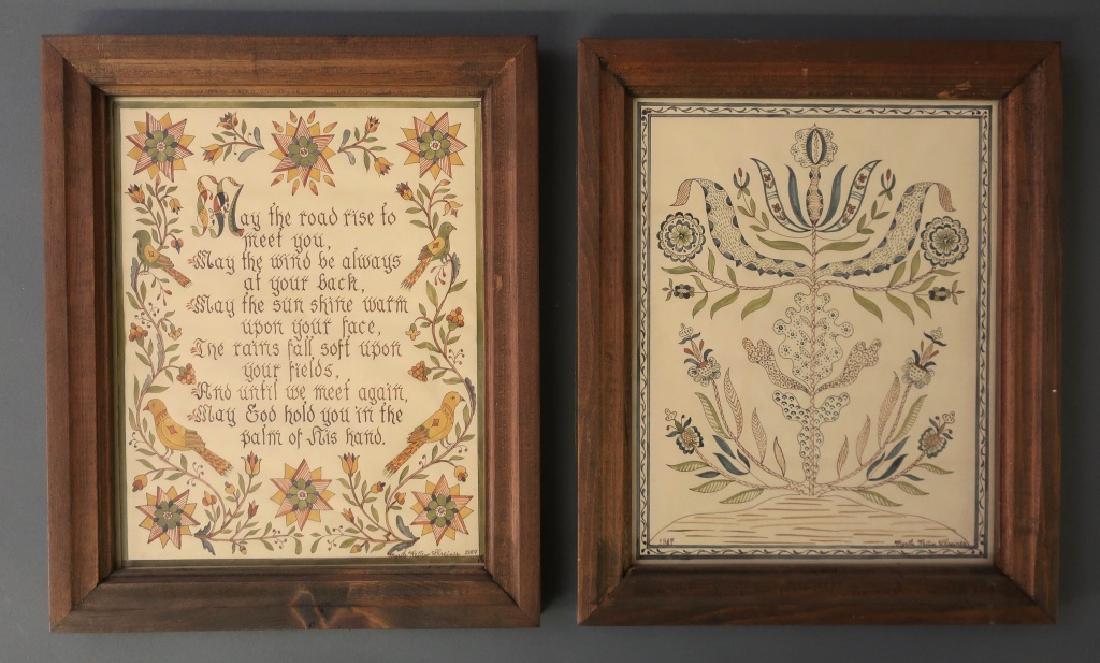 May the road rise to
meet you,
May the wind be always
at your back,
May the sun shine warm
upon your face,
The rains fall soft upon
your fields,
And until we meet again,
May God hold you in the
palm of His hand.